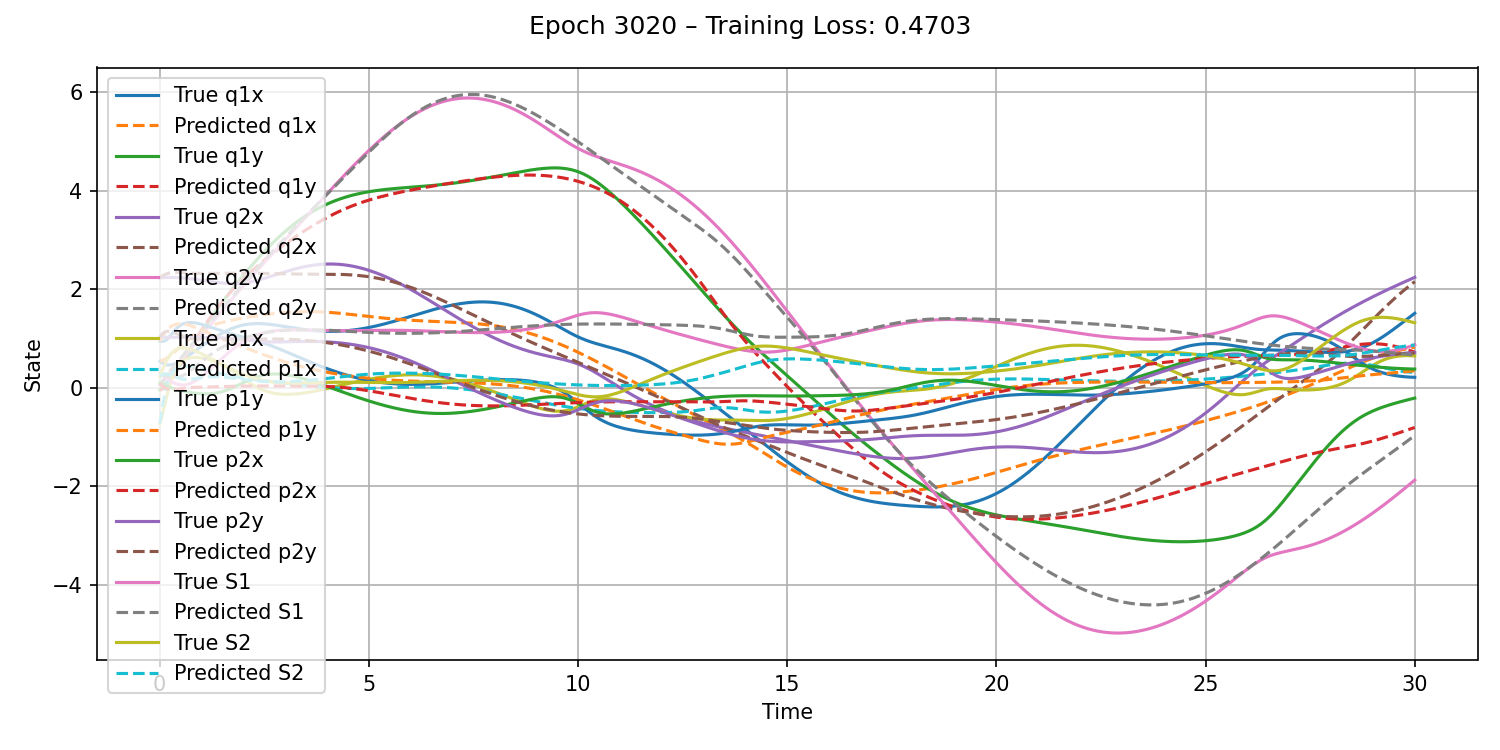 Epoch 3020 – Training Loss: 0.4703
State
6
4
2
0
−2
−4
True q1x
Predicted q1x
True q1y
Predicted q1y
True q2x
Predicted q2x
True q2y
Predicted q2y
True p1x
Predicted p1x
True p1y
Predicted p1y
True p2x
Predicted p2x
True p2y
Predicted p2y
True S1
Predicted S1
True S2
Predicted S2
0 5 10 15 20 25 30
Time